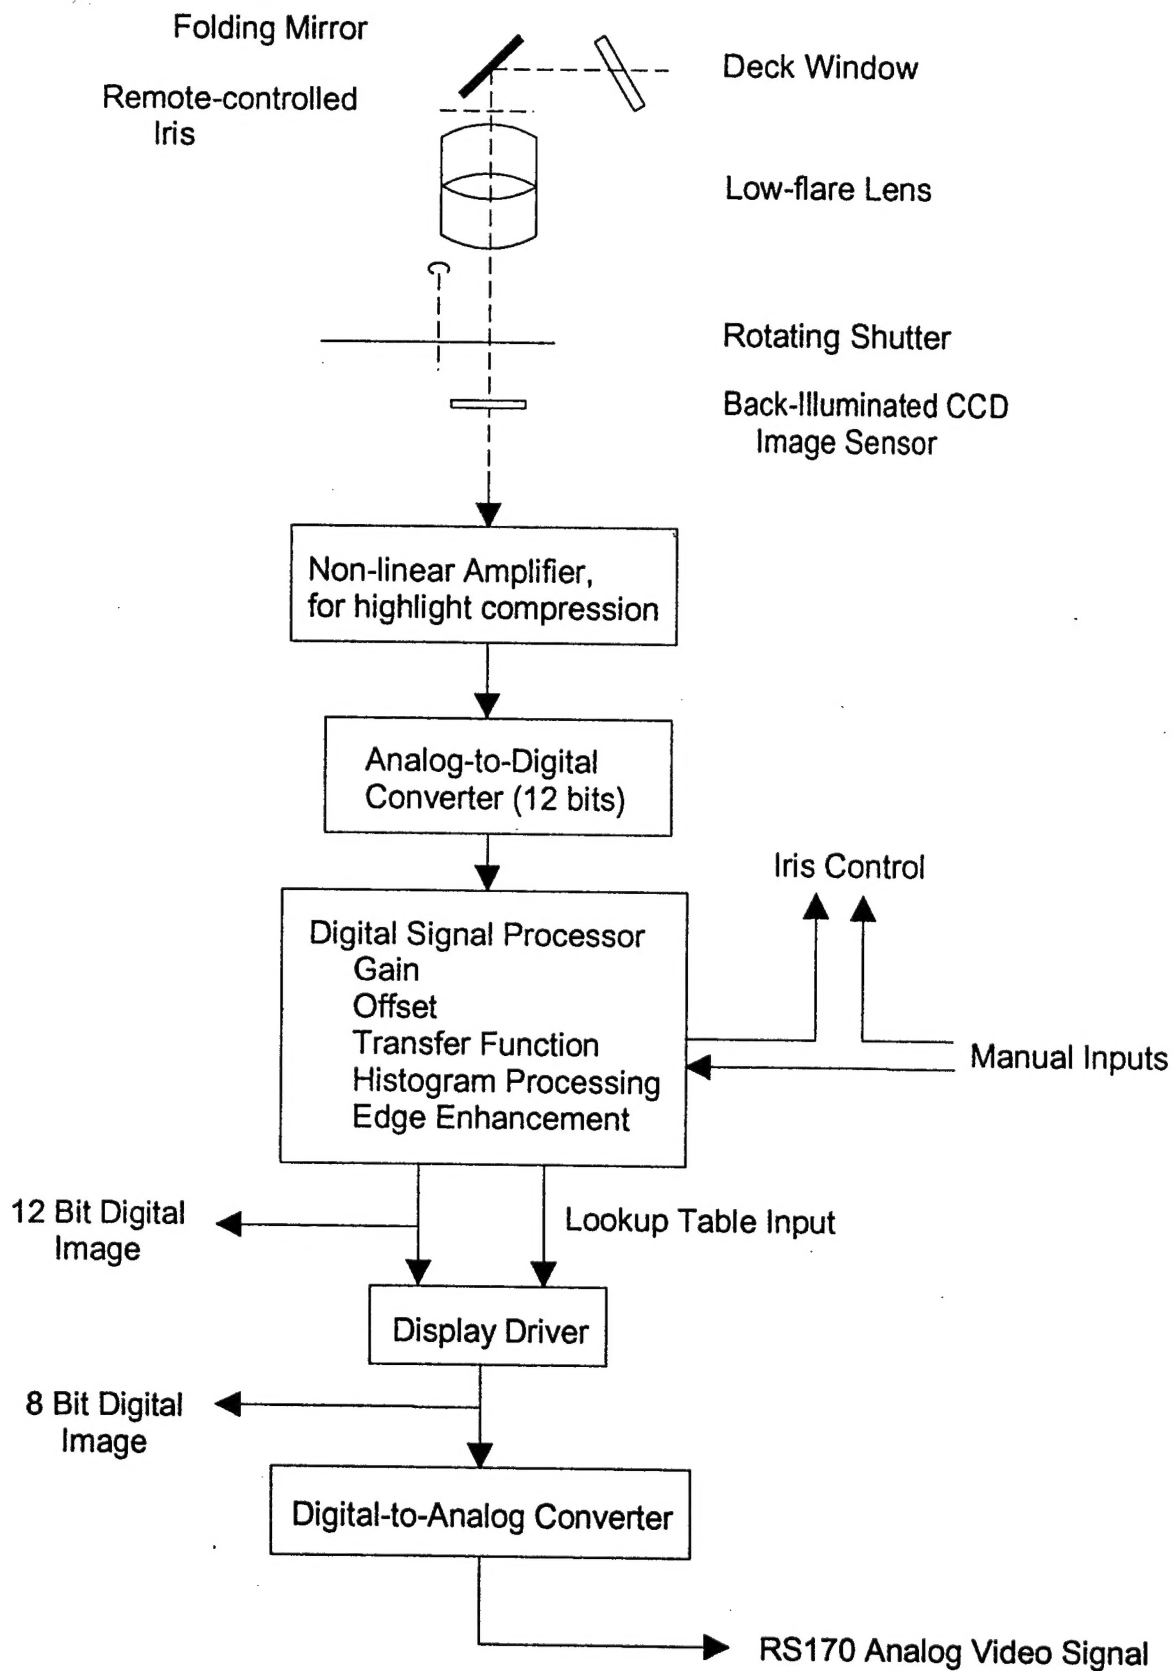 Folding Mirror
Deck Window
Remote-controlled
Iris
Low-flare Lens
Rotating Shutter
Back-Illuminated CCD
Image Sensor
Non-linear Amplifier,
for highlight compression
Analog-to-Digital
Converter (12 bits)
Iris Control
Digital Signal Processor
Gain
Offset
Transfer Function
Histogram Processing
Edge Enhancement
Manual Inputs
12 Bit Digital
Image
Lookup Table Input
Display Driver
8 Bit Digital
Image
Digital-to-Analog Converter
RS170 Analog Video Signal